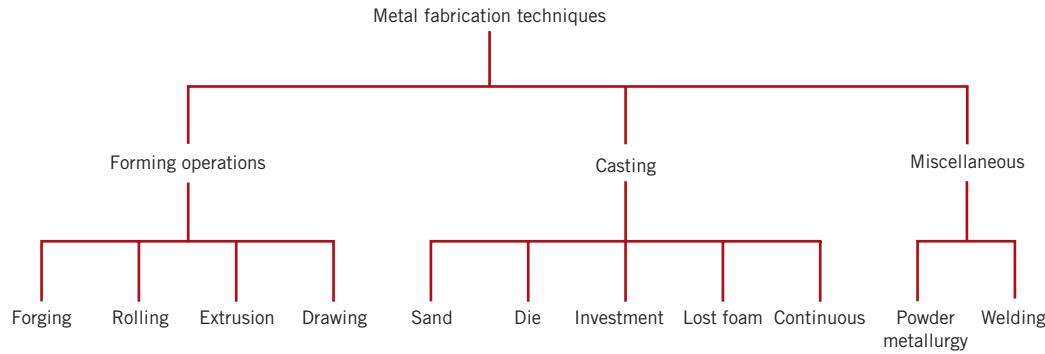 Metal fabrication techniques
Forming operations
Casting
Miscellaneous
Forging
Rolling
Extrusion
Drawing
Sand
Die
Investment
Lost foam
Continuous
Powder
metallurgy
Welding